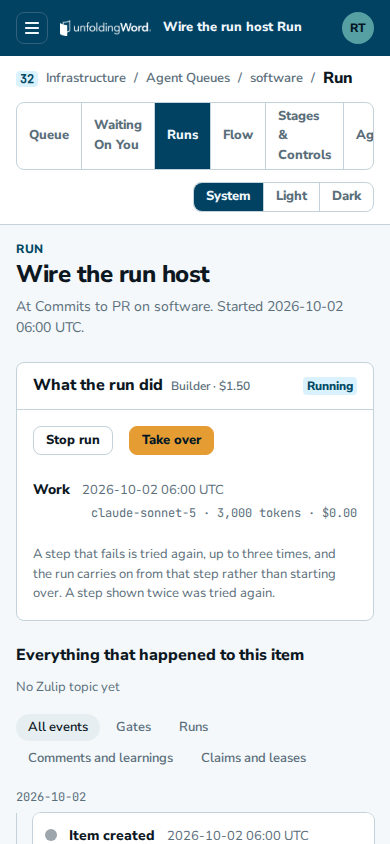 unfoldingWord. Wire the run host Run RT
32 Infrastructure / Agent Queues / software / Run
Queue Waiting On You Runs Flow Stages & Controls Ag
System Light Dark
RUN
Wire the run host
At Commits to PR on software. Started 2026-10-02
06:00 UTC.
What the run did Builder · $1.50 Running
Stop run Take over
Work 2026-10-02 06:00 UTC
claude-sonnet-5 · 3,000 tokens · $0.00
A step that fails is tried again, up to three times, and
the run carries on from that step rather than starting
over. A step shown twice was tried again.
Everything that happened to this item
No Zulip topic yet
All events Gates Runs
Comments and learnings Claims and leases
2026-10-02
Item created 2026-10-02 06:00 UTC